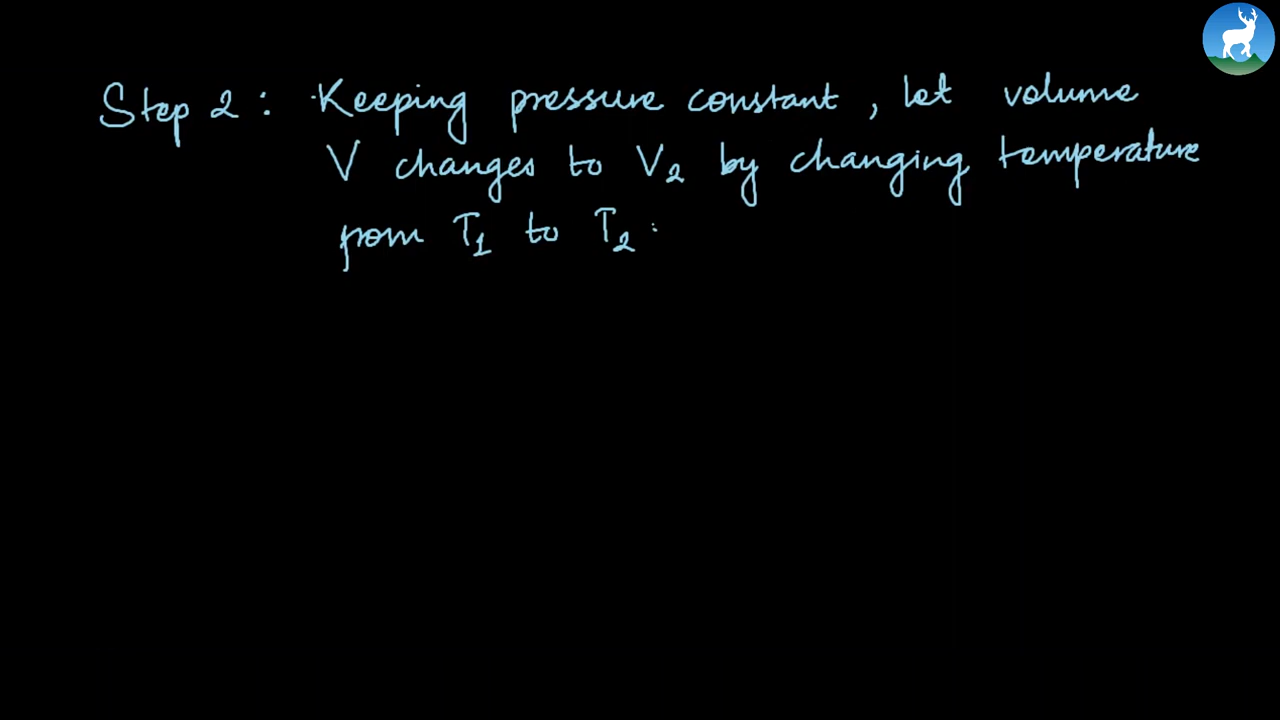 Step 2 : Keeping pressure constant, let volume
V changes to V₂ by changing temperature
from T₁ to T₂.